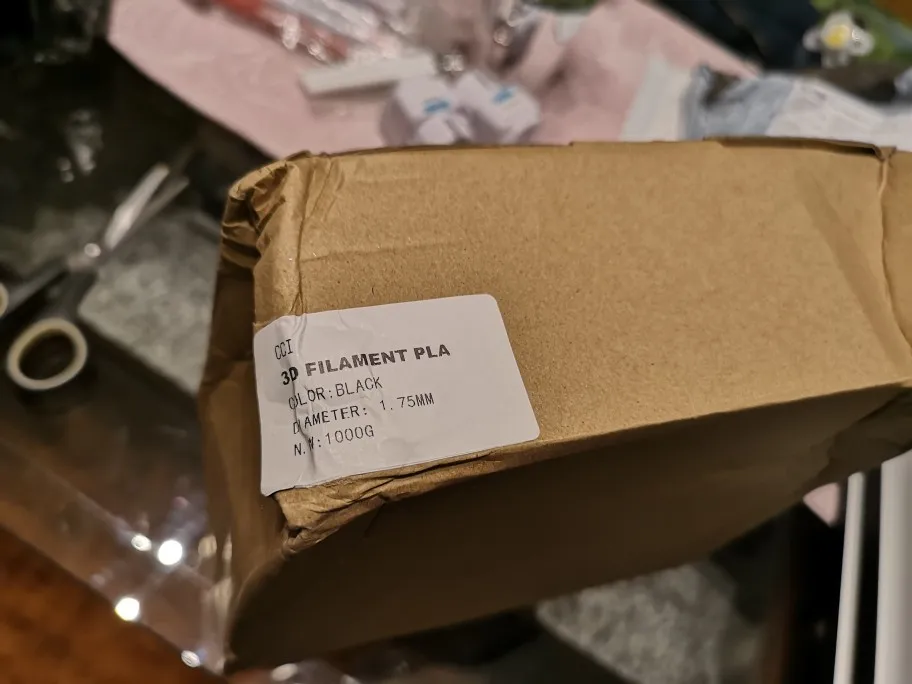 CCI
3D FILAMENT PLA
COLOR:BLACK
DIAMETER: 1.75MM
N.W:1000G